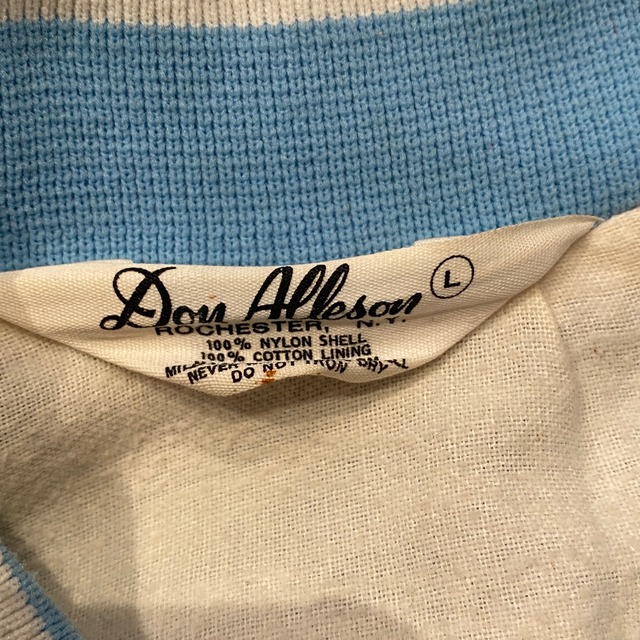 Don Alleson L
ROCHESTER, N.Y.
100% NYLON SHELL
100% COTTON LINING
NEVER
DO NOT IRON